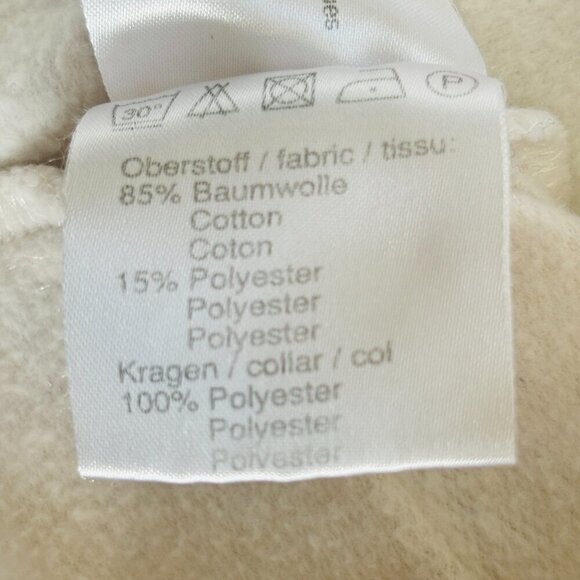 ues
30°
P
Oberstoff / fabric / tissu:
85% Baumwolle
Cotton
Coton
15% Polyester
Polyester
Polyester
Kragen / collar / col
100% Polyester
Polyester
Polyester